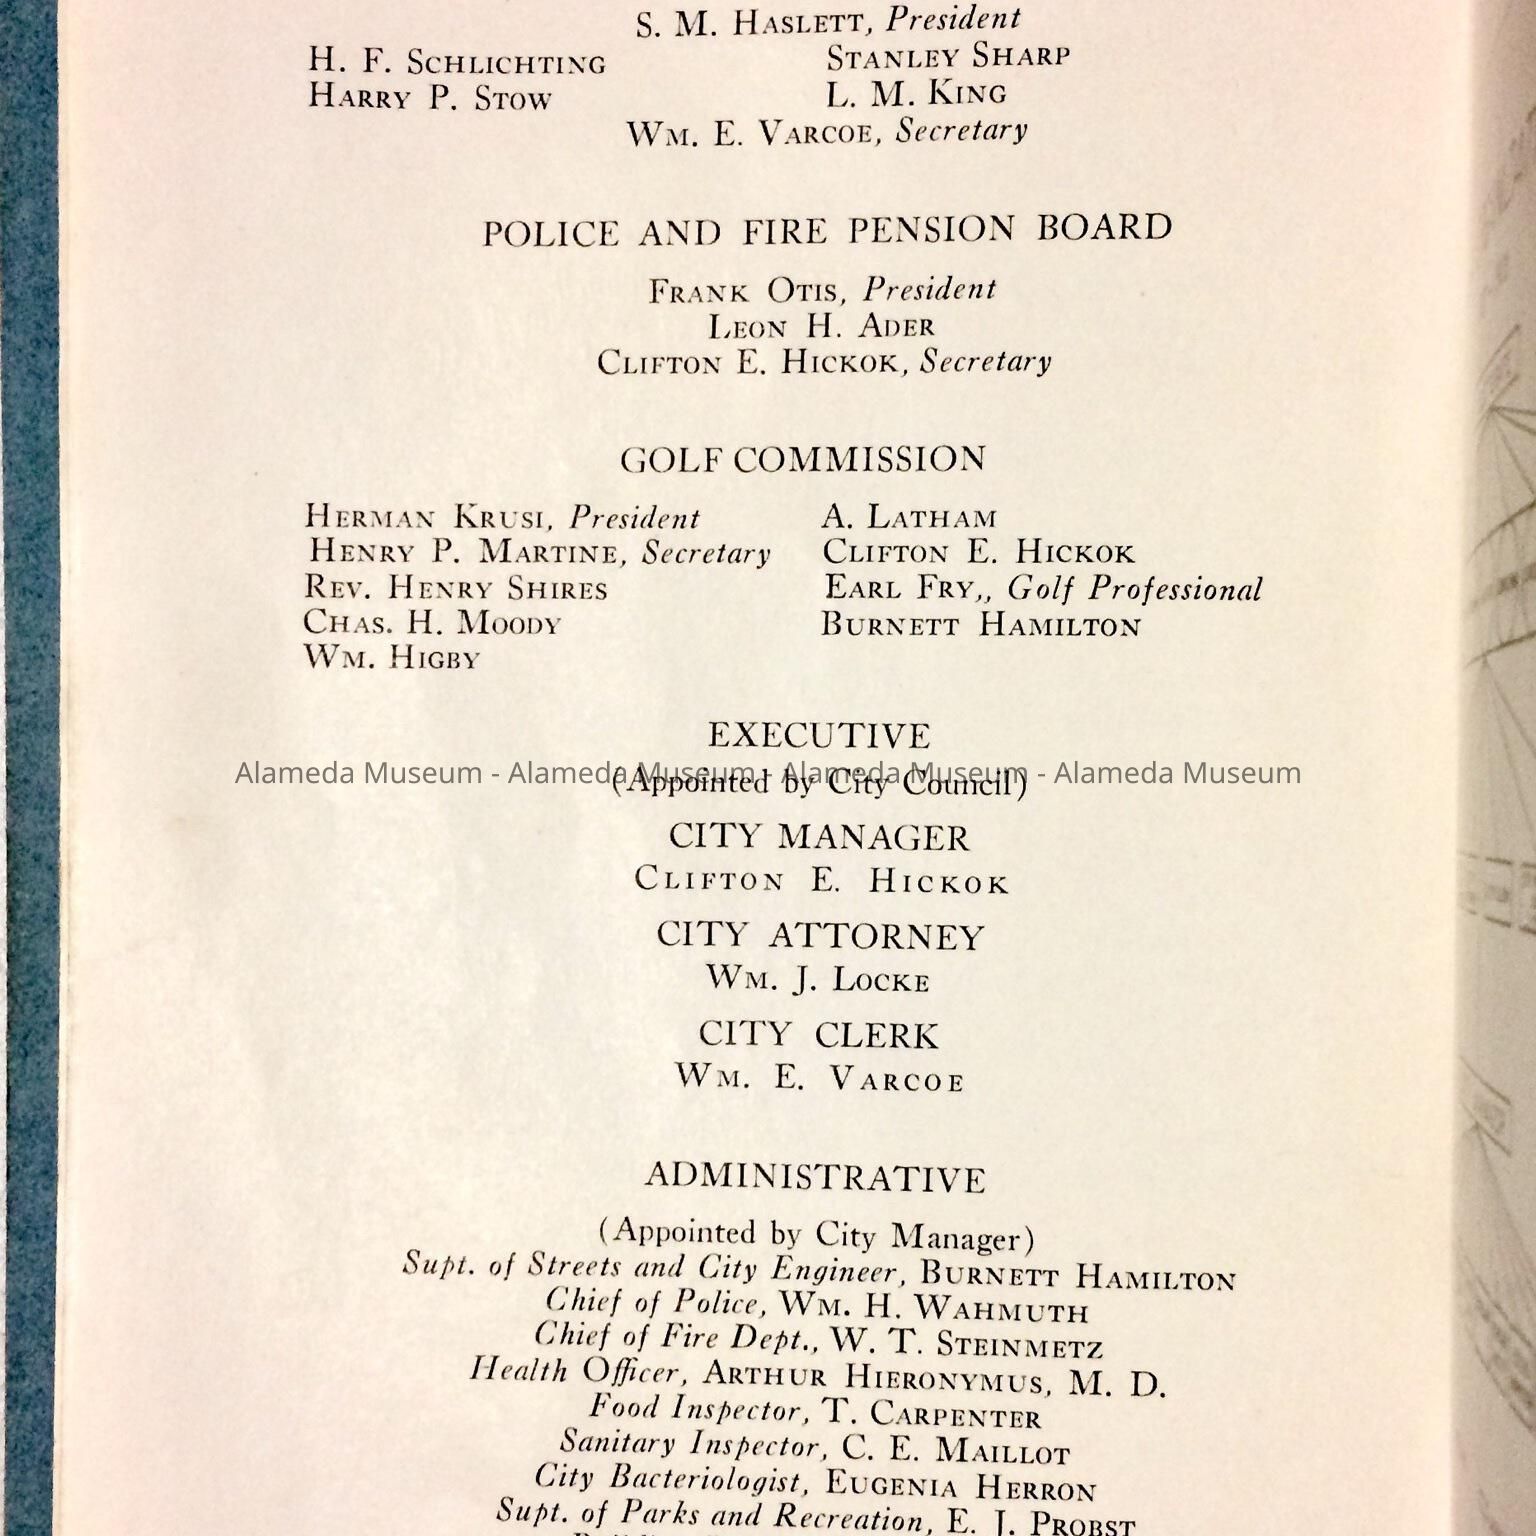 S. M. HASLETT, President
H. F. SCHLICHTING STANLEY SHARP
HARRY P. STOW L. M. KING
WM. E. VARCOE, Secretary
POLICE AND FIRE PENSION BOARD
FRANK OTIS, President
LEON H. ADER
CLIFTON E. HICKOK, Secretary
GOLF COMMISSION
HERMAN KRUSI, President A. LATHAM
HENRY P. MARTINE, Secretary CLIFTON E. HICKOK
REV. HENRY SHIRES EARL FRY,, Golf Professional
CHAS. H. MOODY BURNETT HAMILTON
WM. HIGBY
EXECUTIVE
Alameda Museum - Alameda Museum - Alameda Museum - Alameda Museum
(Appointed by City Council)
CITY MANAGER
CLIFTON E. HICKOK
CITY ATTORNEY
WM. J. LOCKE
CITY CLERK
WM. E. VARCOE
ADMINISTRATIVE
(Appointed by City Manager)
Supt. of Streets and City Engineer, BURNETT HAMILTON
Chief of Police, WM. H. WAHMUTH
Chief of Fire Dept., W. T. STEINMETZ
Health Officer, ARTHUR HIERONYMUS, M. D.
Food Inspector, T. CARPENTER
Sanitary Inspector, C. E. MAILLOT
City Bacteriologist, EUGENIA HERRON
Supt. of Parks and Recreation, E. J. PROBST